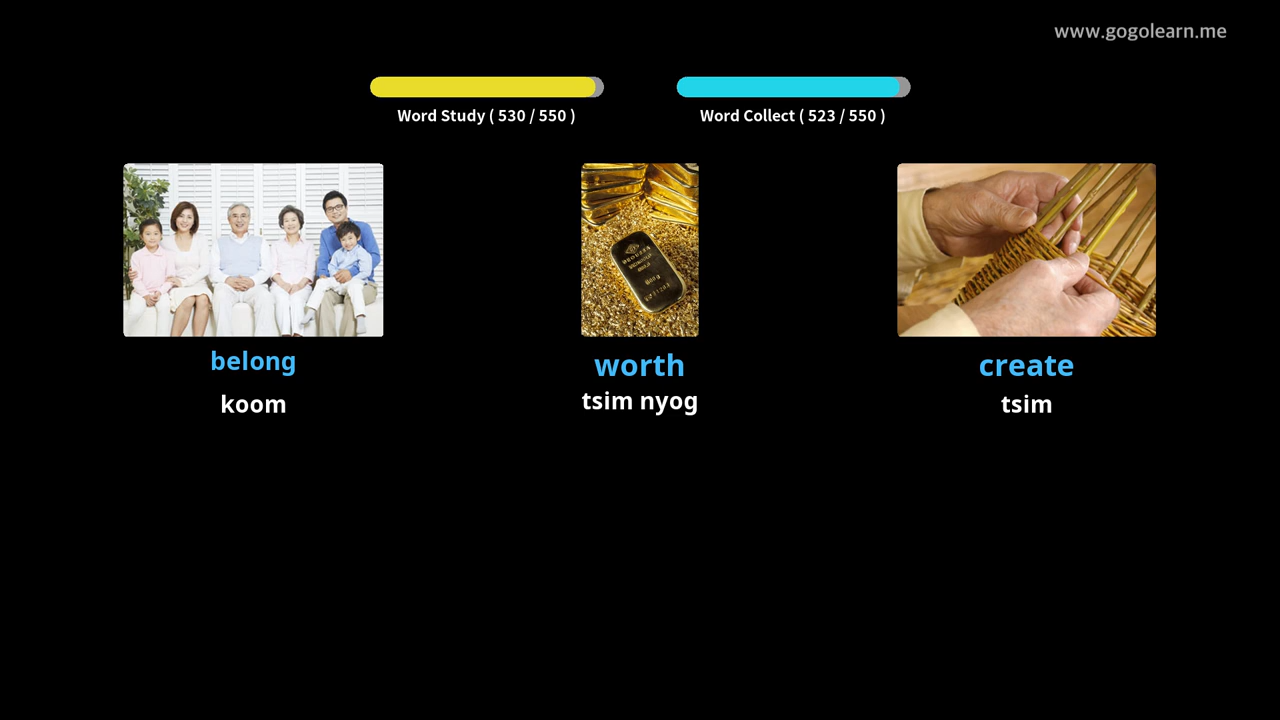 www.gogolearn.me
Word Study ( 530 / 550 )
Word Collect ( 523 / 550 )
belong
worth
create
koom
tsim nyog
tsim